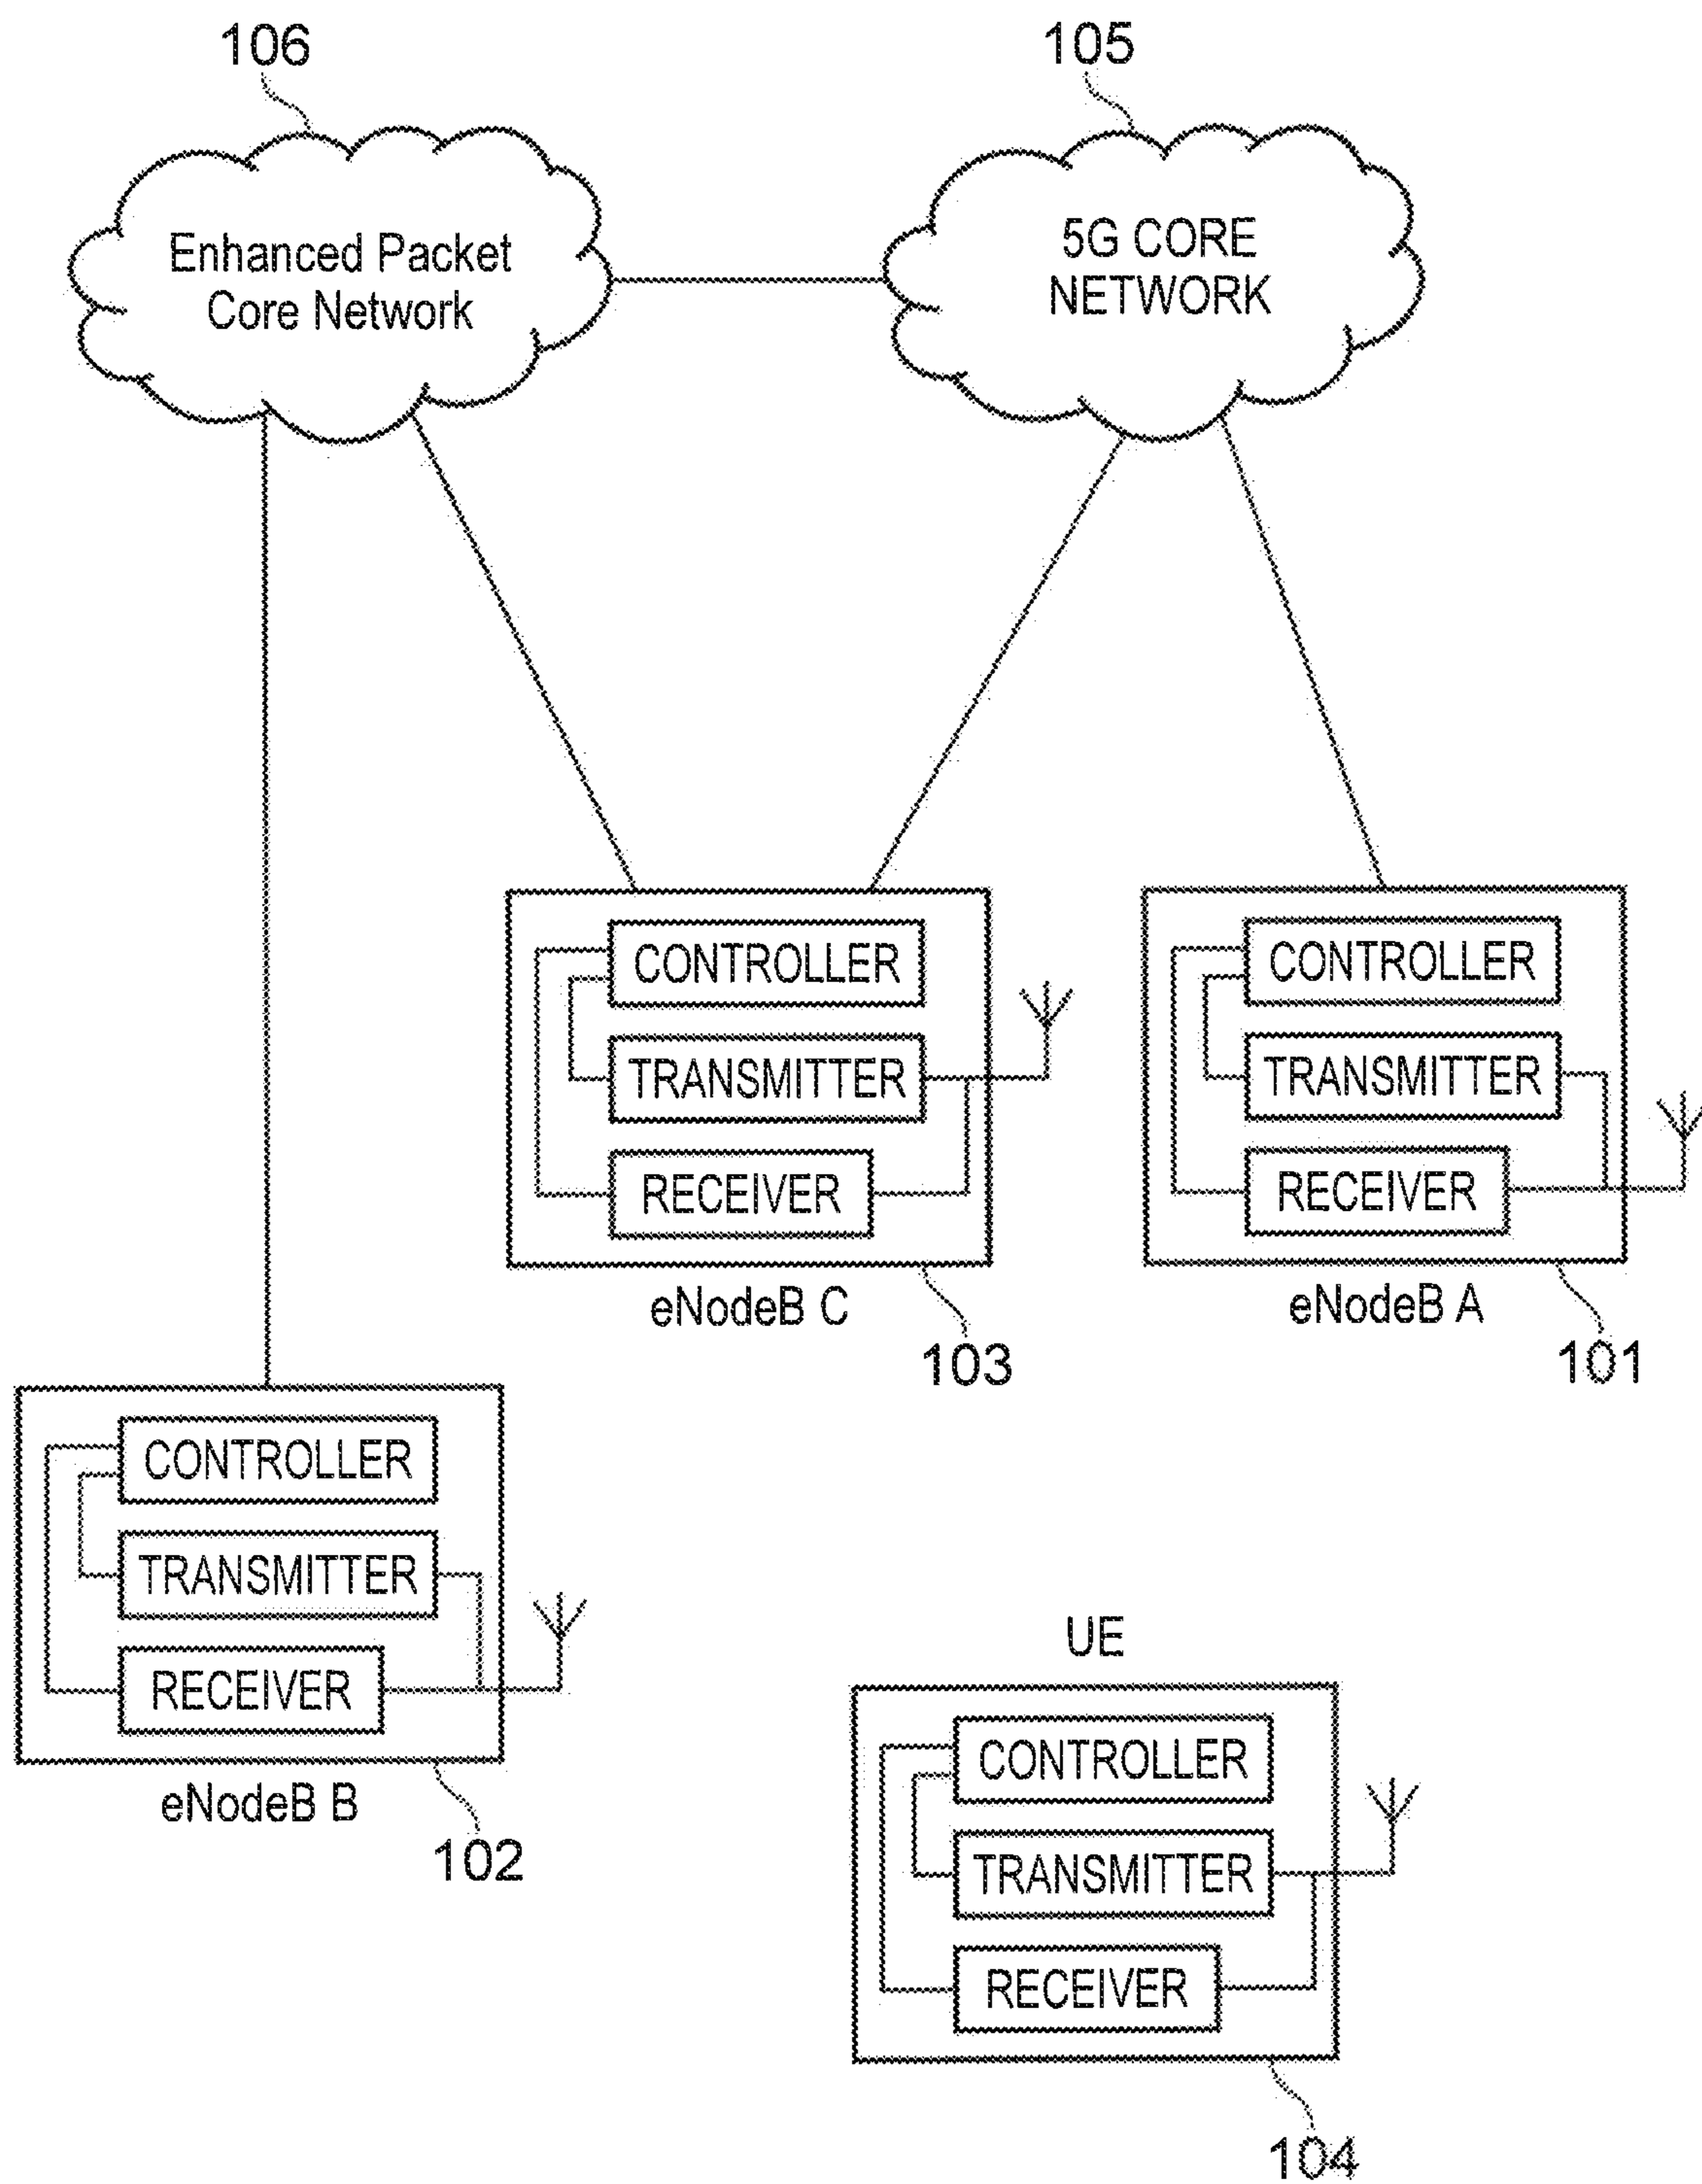 106
105
Enhanced Packet
Core Network
5G CORE
NETWORK
CONTROLLER
TRANSMITTER
RECEIVER
eNodeB C
103
CONTROLLER
TRANSMITTER
RECEIVER
eNodeB A
101
CONTROLLER
TRANSMITTER
RECEIVER
eNodeB B
102
UE
CONTROLLER
TRANSMITTER
RECEIVER
104